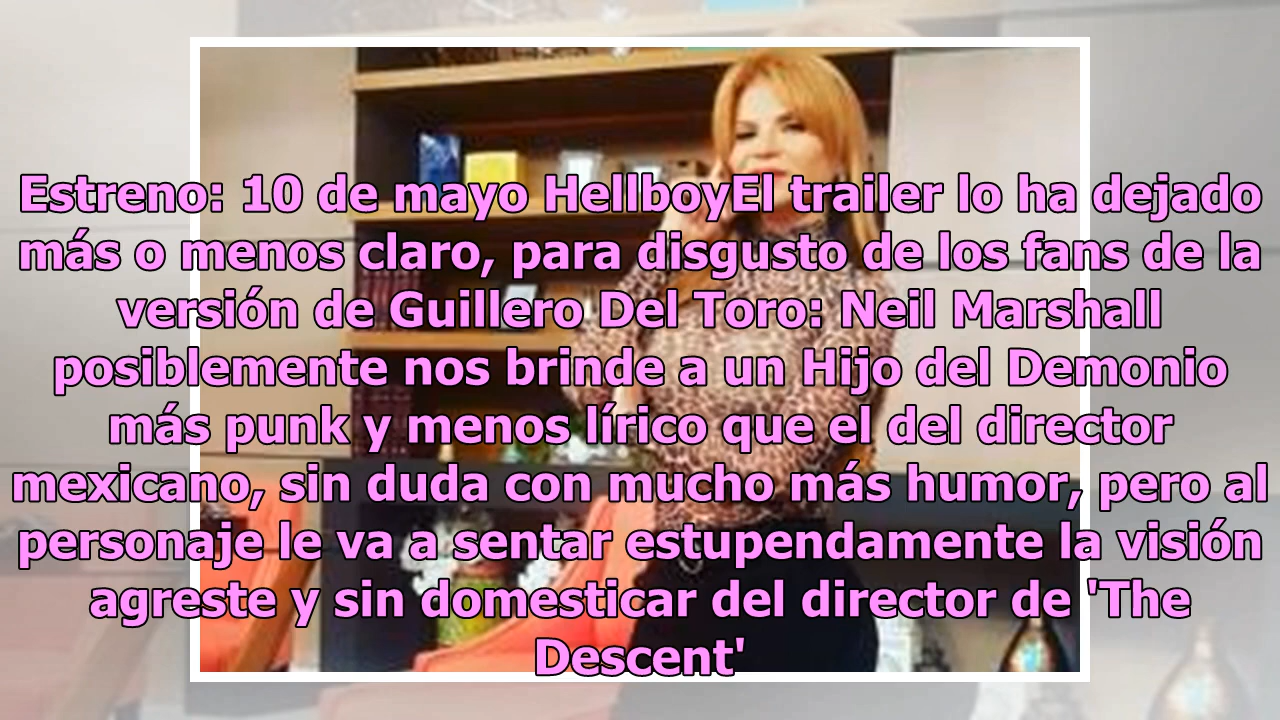 Estreno: 10 de mayo HellboyEl trailer lo ha dejado
más o menos claro, para disgusto de los fans de la
versión de Guillero Del Toro: Neil Marshall
posiblemente nos brinde a un Hijo del Demonio
más punk y menos lírico que el del director
mexicano, sin duda con mucho más humor, pero al
personaje le va a sentar estupendamente la visión
agreste y sin domesticar del director de 'The
Descent'